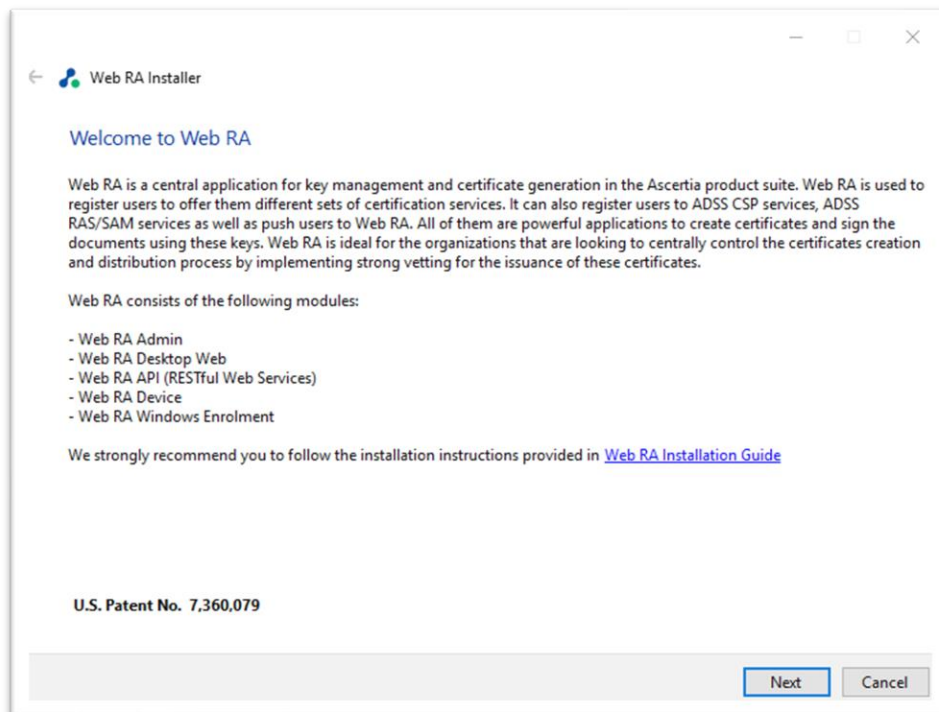 Web RA Installer
Welcome to Web RA
Web RA is a central application for key management and certificate generation in the Ascertia product suite. Web RA is used to
register users to offer them different sets of certification services. It can also register users to ADSS CSP services, ADSS
RAS/SAM services as well as push users to Web RA. All of them are powerful applications to create certificates and sign the
documents using these keys. Web RA is ideal for the organizations that are looking to centrally control the certificates creation
and distribution process by implementing strong vetting for the issuance of these certificates.
Web RA consists of the following modules:
- Web RA Admin
- Web RA Desktop Web
- Web RA API (RESTful Web Services)
- Web RA Device
- Web RA Windows Enrolment
We strongly recommend you to follow the installation instructions provided in Web RA Installation Guide
U.S. Patent No. 7,360,079
Next Cancel